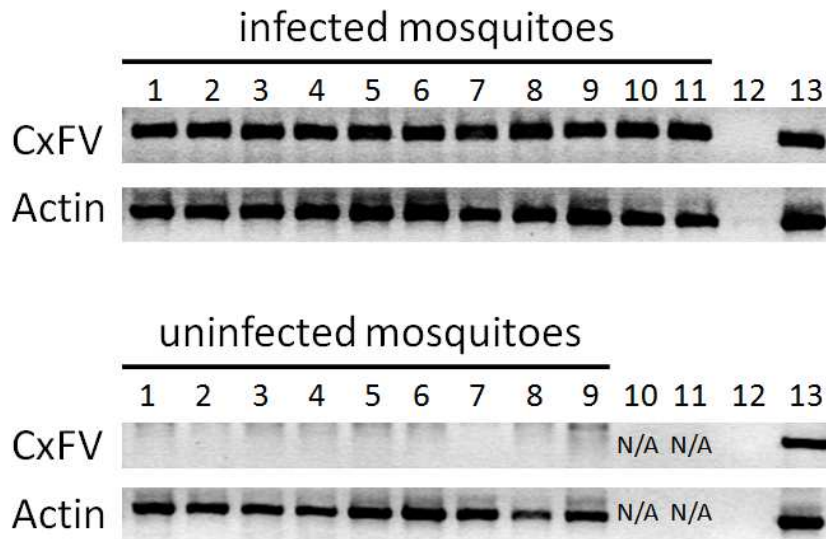 infected mosquitoes
1 2 3 4 5 6 7 8 9 10 11 12 13
CxFV
Actin
uninfected mosquitoes
1 2 3 4 5 6 7 8 9 10 11 12 13
CxFV N/A N/A
Actin N/A N/A